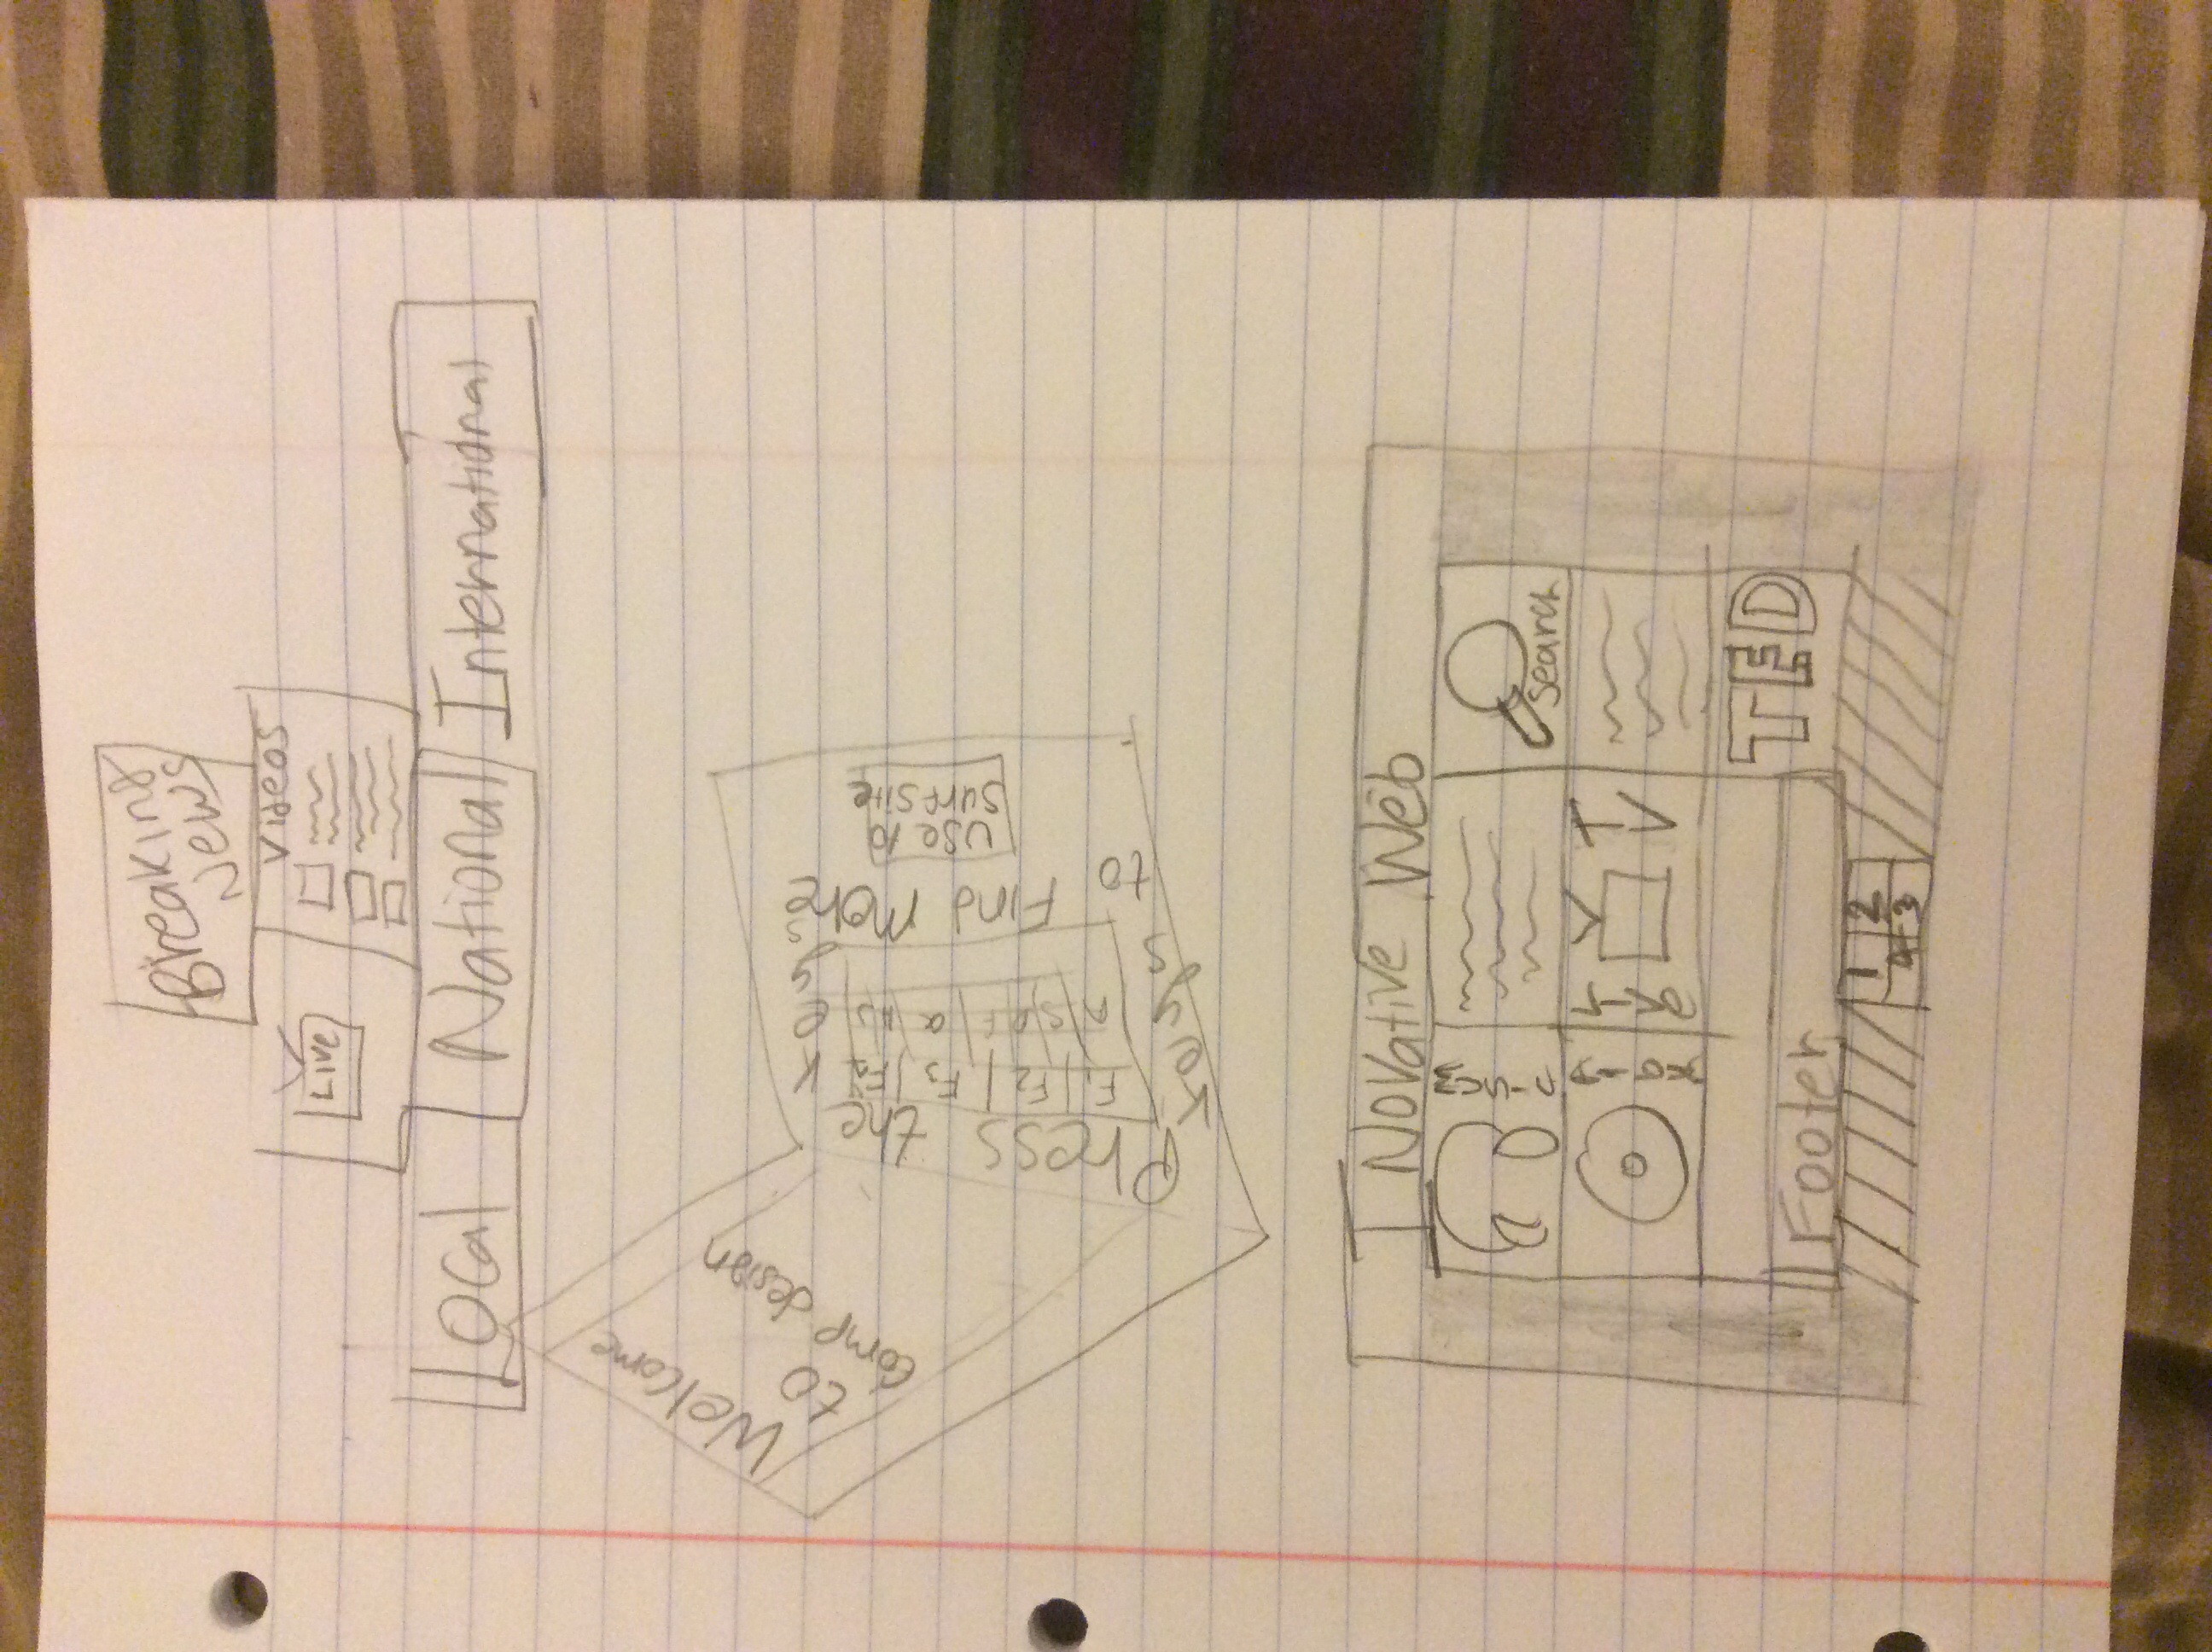 Breaking
News
Live
Videos
Local
National
International
Welcome
to
Comp design
Press the
Key
F1 F2 F3 F4
Keys to Find more
Use to
surf site
INovative Web
Music
Search
Live
TV
TED
Footer
1 2
4 3